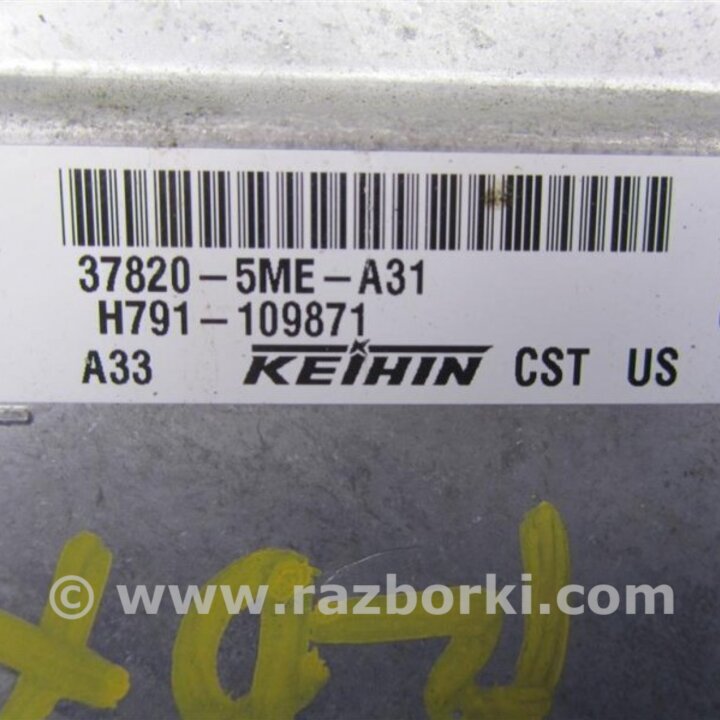 37820-5ME-A31
H791-109871
A33 KEIHIN CST US
© www.razborki.com